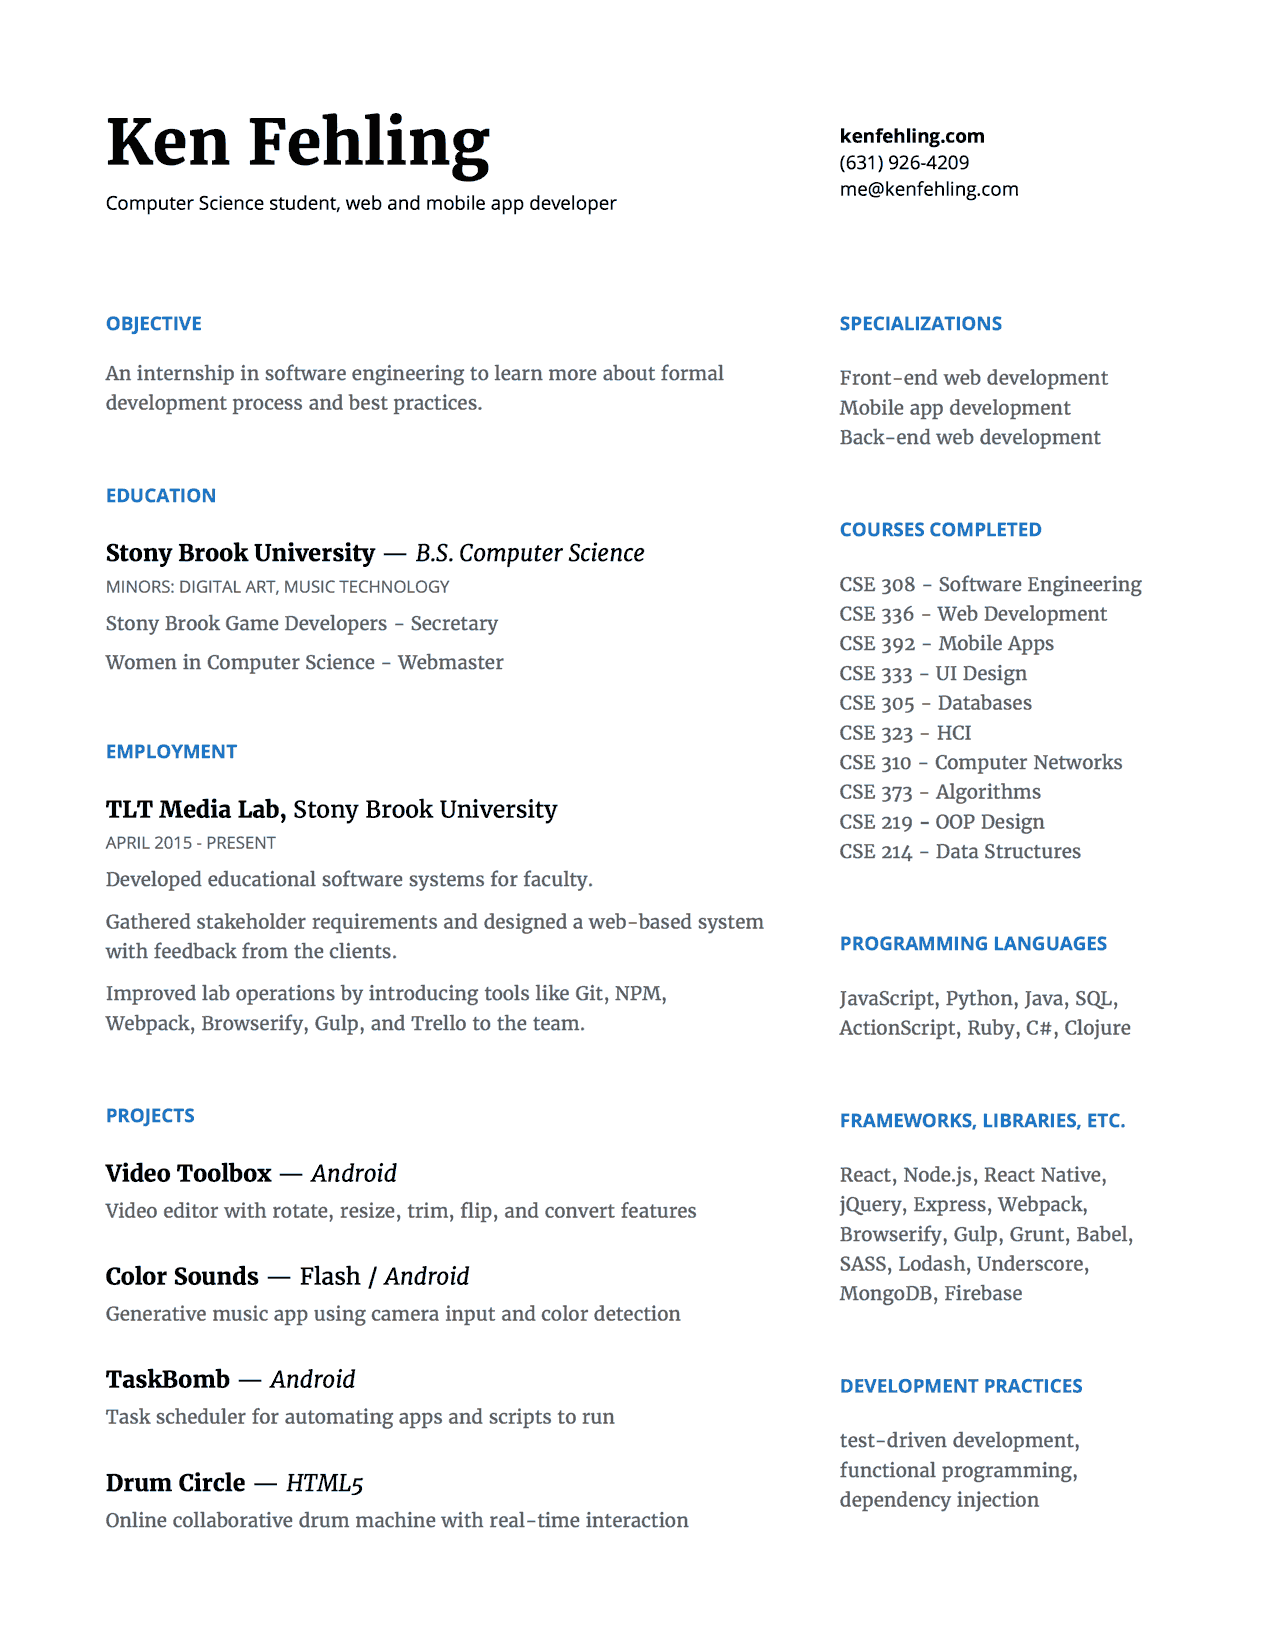 Ken Fehling
Computer Science student, web and mobile app developer
kenfehling.com
(631) 926-4209
me@kenfehling.com
OBJECTIVE
An internship in software engineering to learn more about formal
development process and best practices.
EDUCATION
Stony Brook University — B.S. Computer Science
MINORS: DIGITAL ART, MUSIC TECHNOLOGY
Stony Brook Game Developers - Secretary
Women in Computer Science - Webmaster
EMPLOYMENT
TLT Media Lab, Stony Brook University
APRIL 2015 - PRESENT
Developed educational software systems for faculty.
Gathered stakeholder requirements and designed a web-based system
with feedback from the clients.
Improved lab operations by introducing tools like Git, NPM,
Webpack, Browserify, Gulp, and Trello to the team.
PROJECTS
Video Toolbox — Android
Video editor with rotate, resize, trim, flip, and convert features
Color Sounds — Flash / Android
Generative music app using camera input and color detection
TaskBomb — Android
Task scheduler for automating apps and scripts to run
Drum Circle — HTML5
Online collaborative drum machine with real-time interaction
SPECIALIZATIONS
Front-end web development
Mobile app development
Back-end web development
COURSES COMPLETED
CSE 308 - Software Engineering
CSE 336 - Web Development
CSE 392 - Mobile Apps
CSE 333 - UI Design
CSE 305 - Databases
CSE 323 - HCI
CSE 310 - Computer Networks
CSE 373 - Algorithms
CSE 219 - OOP Design
CSE 214 - Data Structures
PROGRAMMING LANGUAGES
JavaScript, Python, Java, SQL,
ActionScript, Ruby, C#, Clojure
FRAMEWORKS, LIBRARIES, ETC.
React, Node.js, React Native,
jQuery, Express, Webpack,
Browserify, Gulp, Grunt, Babel,
SASS, Lodash, Underscore,
MongoDB, Firebase
DEVELOPMENT PRACTICES
test-driven development,
functional programming,
dependency injection